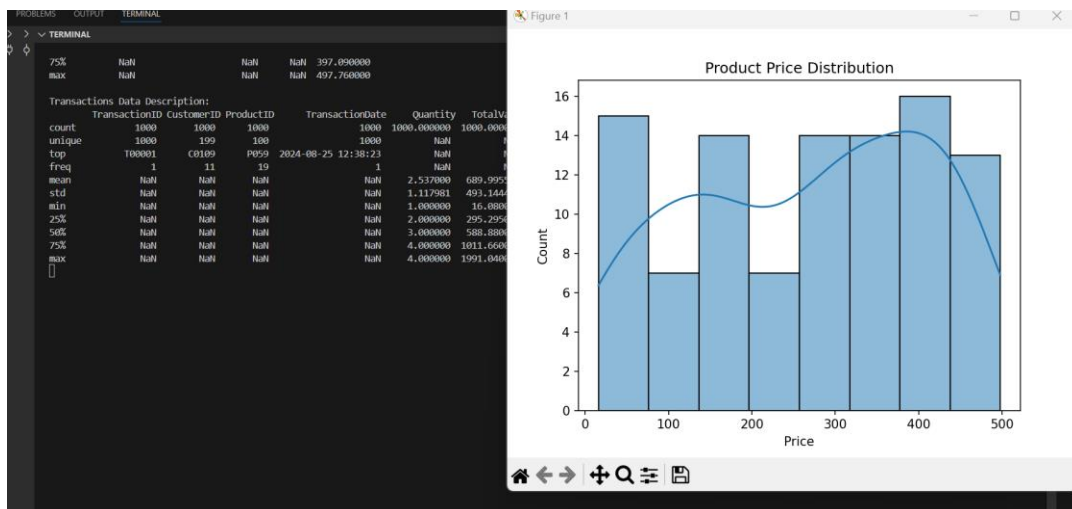 PROBLEMS OUTPUT TERMINAL
TERMINAL
75% NaN NaN NaN 397.090000
max NaN NaN NaN 497.760000
Transactions Data Description:
TransactionID CustomerID ProductID TransactionDate Quantity TotalVa
count 1000 1000 1000 1000 1000.000000 1000.0000
unique 1000 199 100 1000 NaN
top T00001 C0109 P059 2024-08-25 12:38:23 NaN
freq 1 11 19 1 NaN
mean NaN NaN NaN NaN 2.537000 689.9955
std NaN NaN NaN NaN 1.117981 493.1444
min NaN NaN NaN NaN 1.000000 16.0800
25% NaN NaN NaN NaN 2.000000 295.2950
50% NaN NaN NaN NaN 3.000000 588.8800
75% NaN NaN NaN NaN 4.000000 1011.6600
max NaN NaN NaN NaN 4.000000 1991.0400
Figure 1
Product Price Distribution
16
14
12
10
8
6
4
2
0
Count
0 100 200 300 400 500
Price